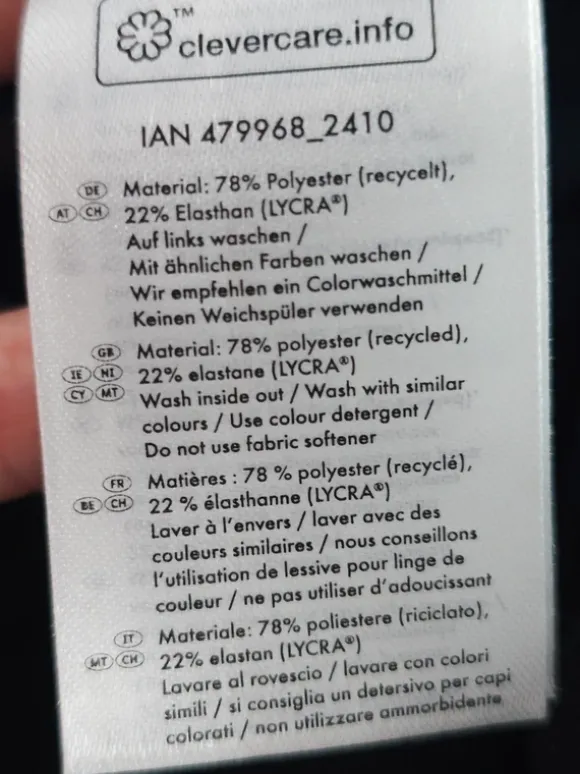 TM
clevercare.info
IAN 479968_2410
DE Material: 78% Polyester (recycelt),
AT CH 22% Elasthan (LYCRA®)
Auf links waschen /
Mit ähnlichen Farben waschen /
Wir empfehlen ein Colorwaschmittel /
Keinen Weichspüler verwenden
GB Material: 78% polyester (recycled),
IE NI 22% elastane (LYCRA®)
CY MT Wash inside out / Wash with similar
colours / Use colour detergent /
Do not use fabric softener
FR Matières : 78 % polyester (recyclé),
BE CH 22 % élasthanne (LYCRA®)
Laver à l'envers / laver avec des
couleurs similaires / nous conseillons
l'utilisation de lessive pour linge de
couleur / ne pas utiliser d'adoucissant
IT Materiale: 78% poliestere (riciclato),
MT CH 22% elastan (LYCRA®)
Lavare al rovescio / lavare con colori
simili / si consiglia un detersivo per capi
colorati / non utilizzare ammorbidente